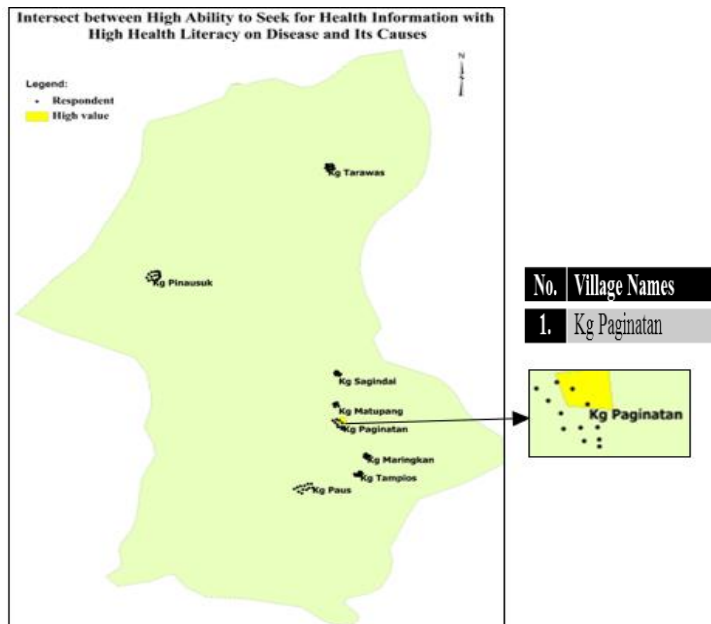 Intersect between High Ability to Seek for Health Information with
High Health Literacy on Disease and Its Causes
N
Legend:
Respondent
High value
Kg Tarawas
Kg Pinausuk
Kg Sagindal
Kg Matupang
Kg Paginatan
Kg Maringkan
Kg Tampios
Kg Paus
No. Village Names
1. Kg Paginatan
Kg Paginatan